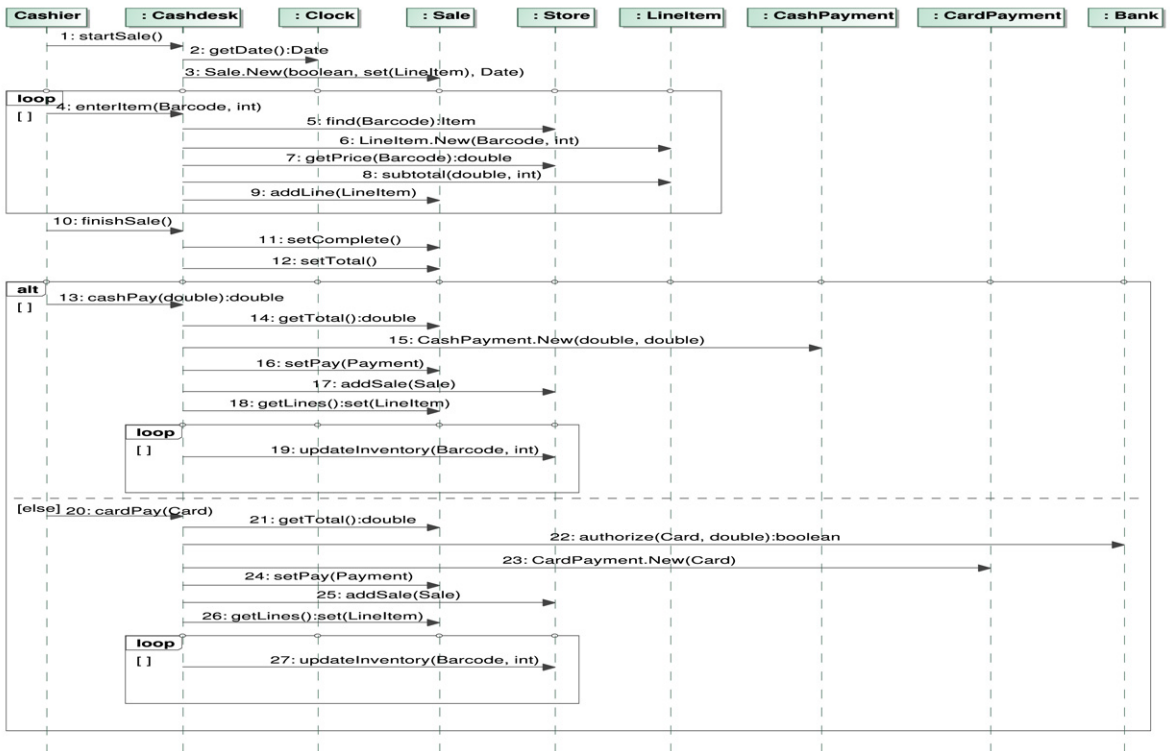 Cashier : Cashdesk : Clock : Sale : Store : LineItem : CashPayment : CardPayment : Bank
1: startSale()
2: getDate():Date
3: Sale.New(boolean, set(LineItem), Date)
loop
4: enterItem(Barcode, int)
[ ]
5: find(Barcode):Item
6: LineItem.New(Barcode, int)
7: getPrice(Barcode):double
8: subtotal(double, int)
9: addLine(LineItem)
10: finishSale()
11: setComplete()
12: setTotal()
alt
13: cashPay(double):double
[ ]
14: getTotal():double
15: CashPayment.New(double, double)
16: setPay(Payment)
17: addSale(Sale)
18: getLines():set(LineItem)
loop
[ ]
19: updateInventory(Barcode, int)
[else] 20: cardPay(Card)
21: getTotal():double
22: authorize(Card, double):boolean
23: CardPayment.New(Card)
24: setPay(Payment)
25: addSale(Sale)
26: getLines():set(LineItem)
loop
[ ]
27: updateInventory(Barcode, int)